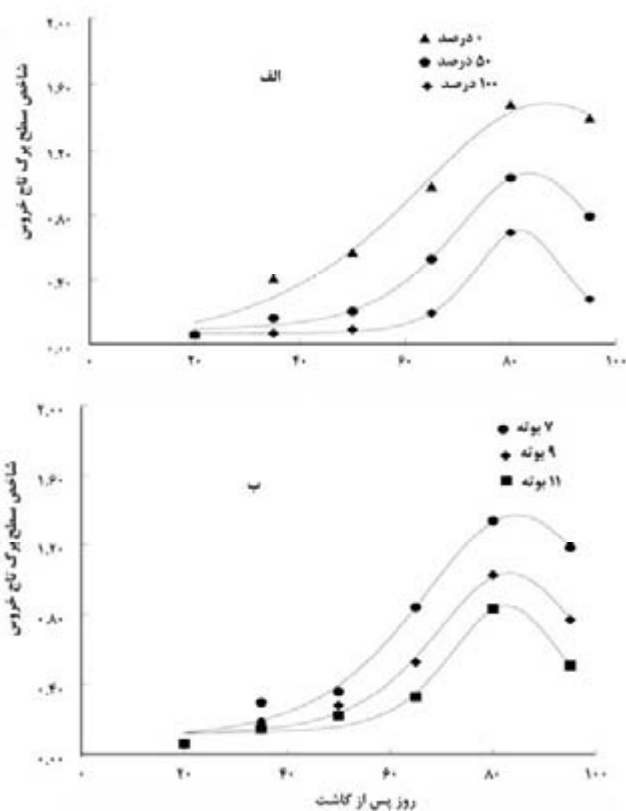 ۲.۰۰
۱.۶۰
۱.۲۰
۰.۸۰
۰.۴۰
۰.۰۰
شاخص سطح برگ تاج خروس
الف
۰ درصد
۵۰ درصد
۱۰۰ درصد
۰ ۲۰ ۴۰ ۶۰ ۸۰ ۱۰۰
۲.۰۰
۱.۶۰
۱.۲۰
۰.۸۰
۰.۴۰
۰.۰۰
شاخص سطح برگ تاج خروس
ب
۷ بوته
۹ بوته
۱۱ بوته
۰ ۲۰ ۴۰ ۶۰ ۸۰ ۱۰۰
روز پس از کاشت